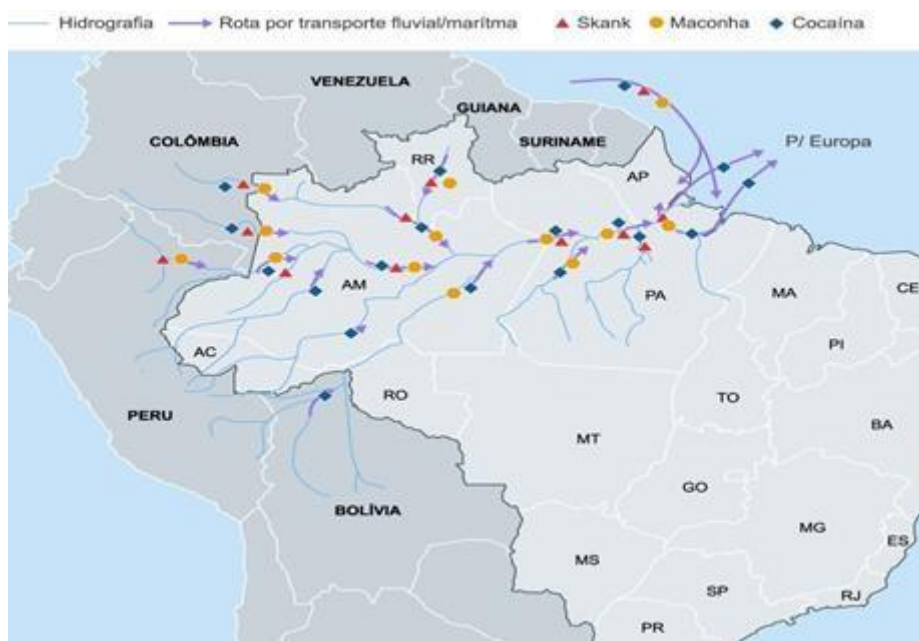 Hidrografia Rota por transporte fluvial/marítma Skank Maconha Cocaína
VENEZUELA
GUIANA
COLÔMBIA
SURINAME
P/ Europa
RR
AP
AM
PA
MA
CE
PI
AC
RO
TO
PERU
BA
MT
GO
BOLÍVIA
MG
ES
MS
SP
RJ
PR